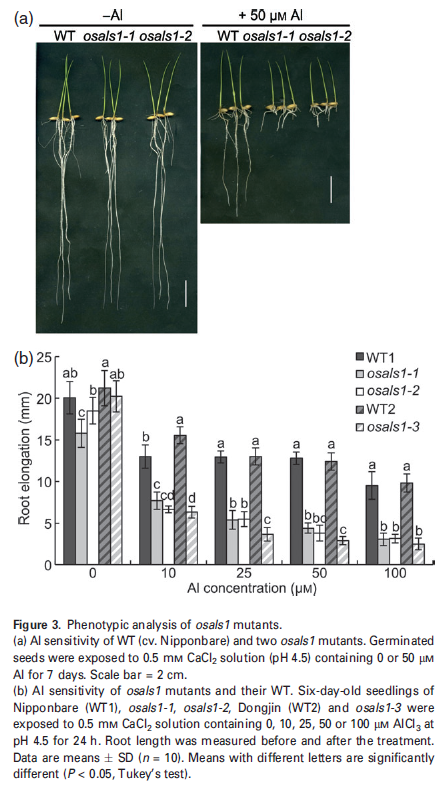 (a)
–Al
+ 50 µM Al
WT osals1-1 osals1-2
WT osals1-1 osals1-2
(b)
Root elongation (mm)
25
20
15
10
5
0
ab
c
b
a
ab
b
c
cd
a
d
a
b
b
a
c
a
b
bc
a
c
a
b
b
a
b
WT1
osals1-1
osals1-2
WT2
osals1-3
0 10 25 50 100
Al concentration (µM)
Figure 3. Phenotypic analysis of osals1 mutants.
(a) Al sensitivity of WT (cv. Nipponbare) and two osals1 mutants. Germinated
seeds were exposed to 0.5 mM CaCl2 solution (pH 4.5) containing 0 or 50 µM
Al for 7 days. Scale bar = 2 cm.
(b) Al sensitivity of osals1 mutants and their WT. Six-day-old seedlings of
Nipponbare (WT1), osals1-1, osals1-2, Dongjin (WT2) and osals1-3 were
exposed to 0.5 mM CaCl2 solution containing 0, 10, 25, 50 or 100 µM AlCl3 at
pH 4.5 for 24 h. Root length was measured before and after the treatment.
Data are means ± SD (n = 10). Means with different letters are significantly
different (P < 0.05, Tukey's test).